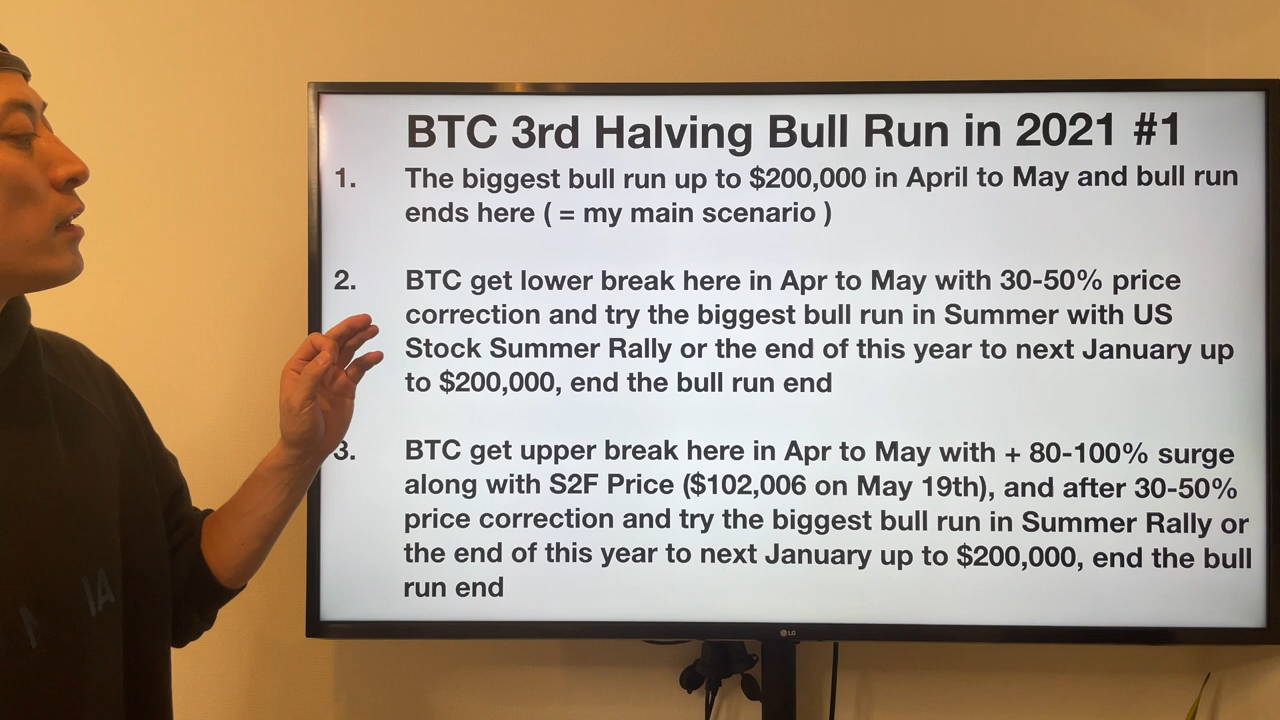 BTC 3rd Halving Bull Run in 2021 #1
1. The biggest bull run up to $200,000 in April to May and bull run
ends here ( = my main scenario )
2. BTC get lower break here in Apr to May with 30-50% price
correction and try the biggest bull run in Summer with US
Stock Summer Rally or the end of this year to next January up
to $200,000, end the bull run end
3. BTC get upper break here in Apr to May with + 80-100% surge
along with S2F Price ($102,006 on May 19th), and after 30-50%
price correction and try the biggest bull run in Summer Rally or
the end of this year to next January up to $200,000, end the bull
run end
LG